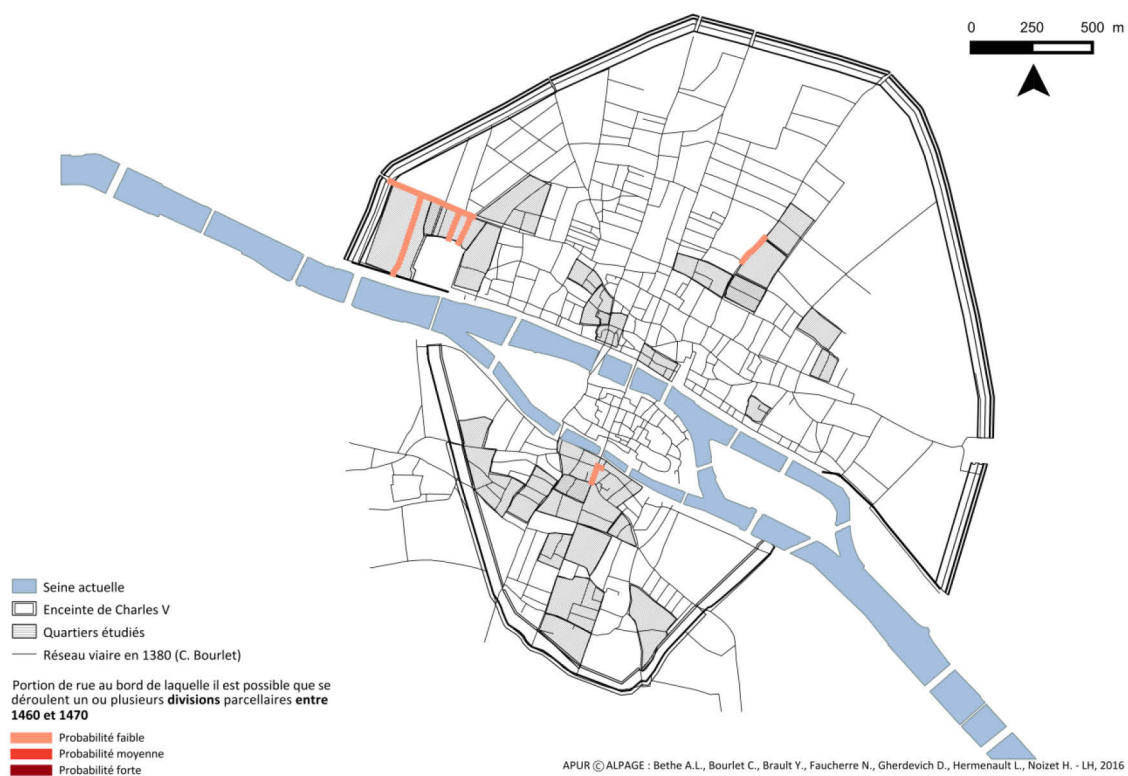 0 250 500 m
Seine actuelle
Enceinte de Charles V
Quartiers étudiés
Réseau viaire en 1380 (C. Bourlet)
Portion de rue au bord de laquelle il est possible que se
déroulent un ou plusieurs divisions parcellaires entre
1460 et 1470
Probabilité faible
Probabilité moyenne
Probabilité forte
APUR © ALPAGE : Bethe A.L., Bourlet C., Brault Y., Faucherre N., Gherdevich D., Hermenault L., Noizet H. - LH, 2016